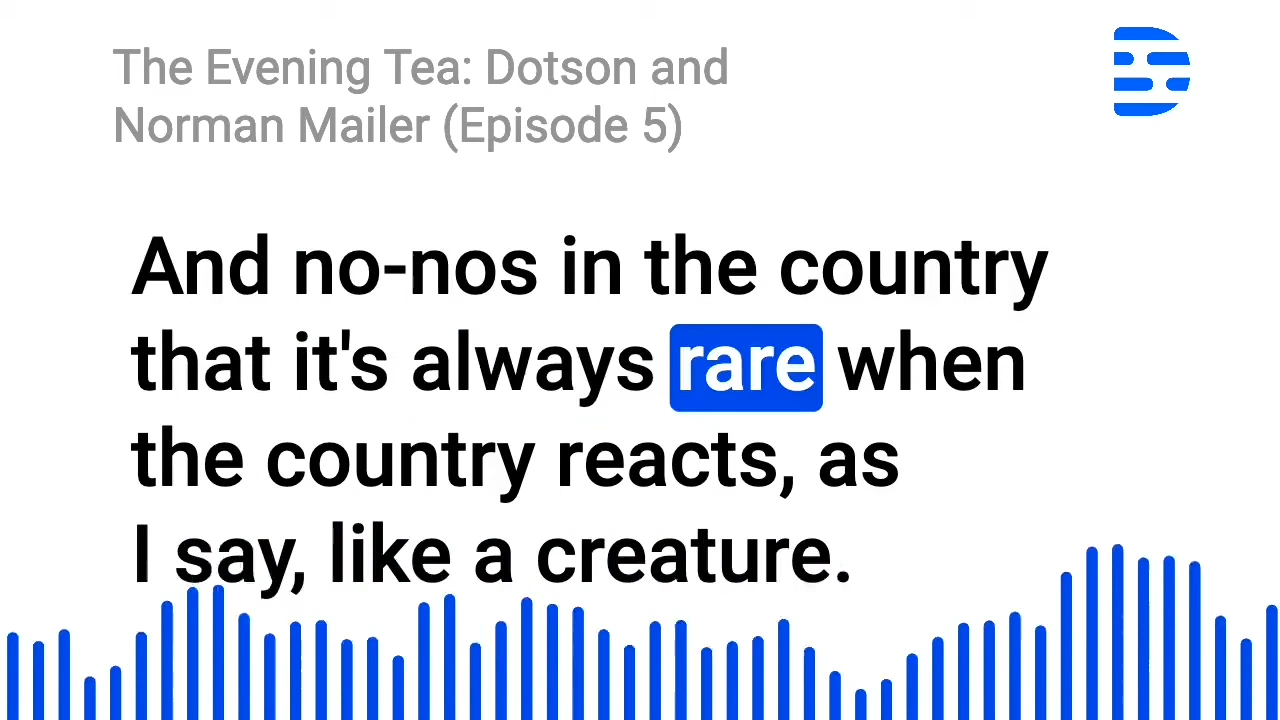 The Evening Tea: Dotson and
Norman Mailer (Episode 5)
And no-nos in the country
that it's always rare when
the country reacts, as
I say, like a creature.